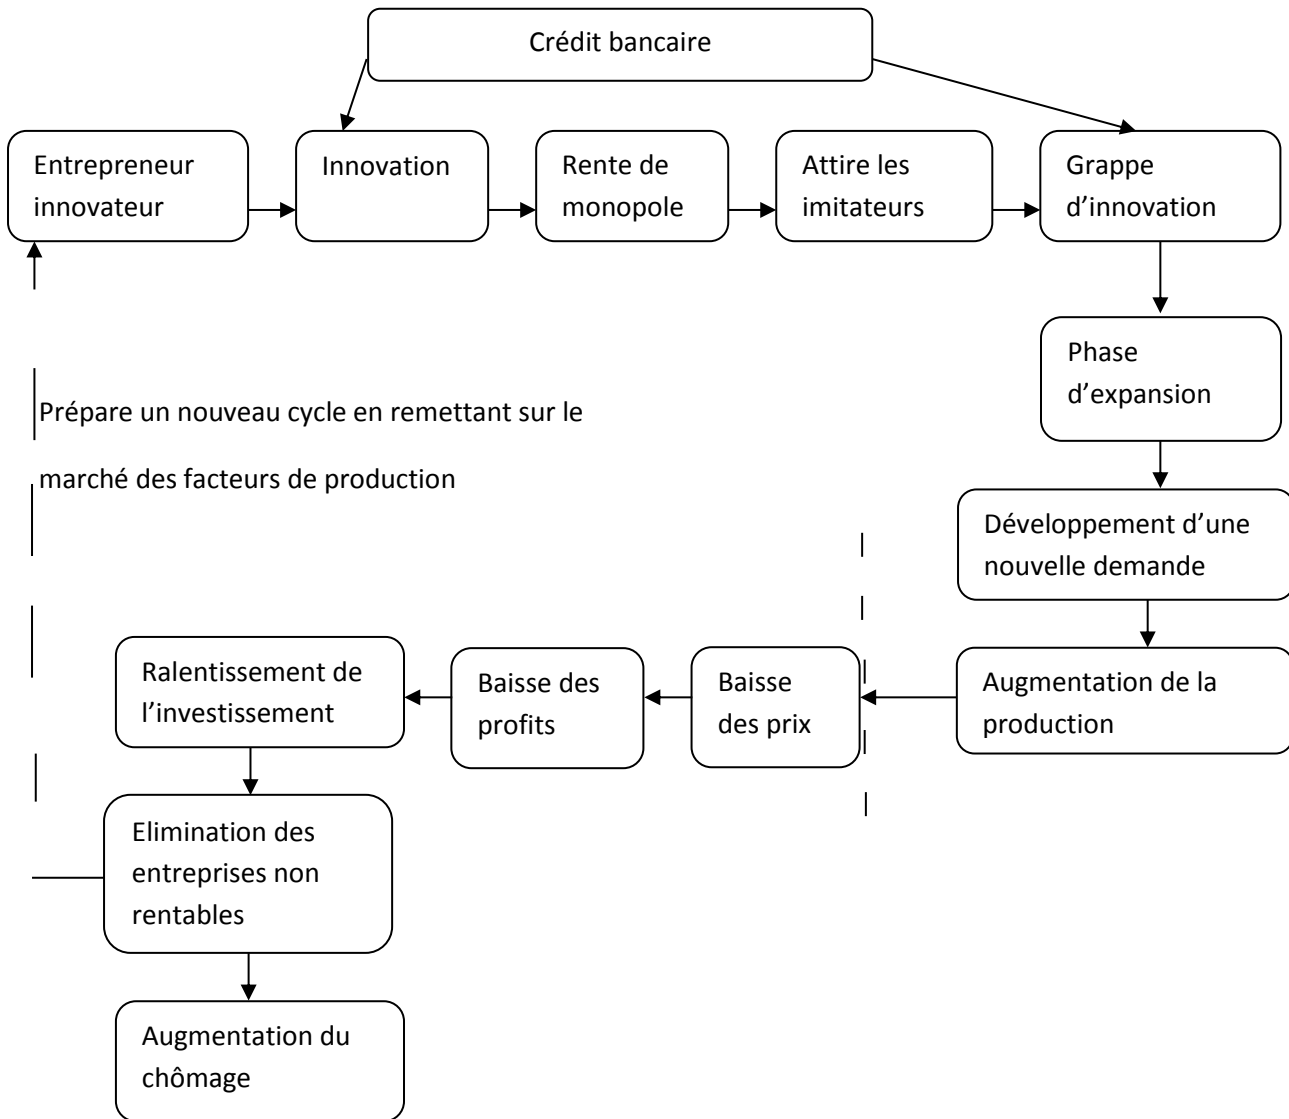 Crédit bancaire
Entrepreneur
innovateur
Innovation
Rente de
monopole
Attire les
imitateurs
Grappe
d’innovation
Phase
d’expansion
Prépare un nouveau cycle en remettant sur le
marché des facteurs de production
Développement d’une
nouvelle demande
Ralentissement de
l’investissement
Baisse des
profits
Baisse
des prix
Augmentation de la
production
Elimination des
entreprises non
rentables
Augmentation du
chômage